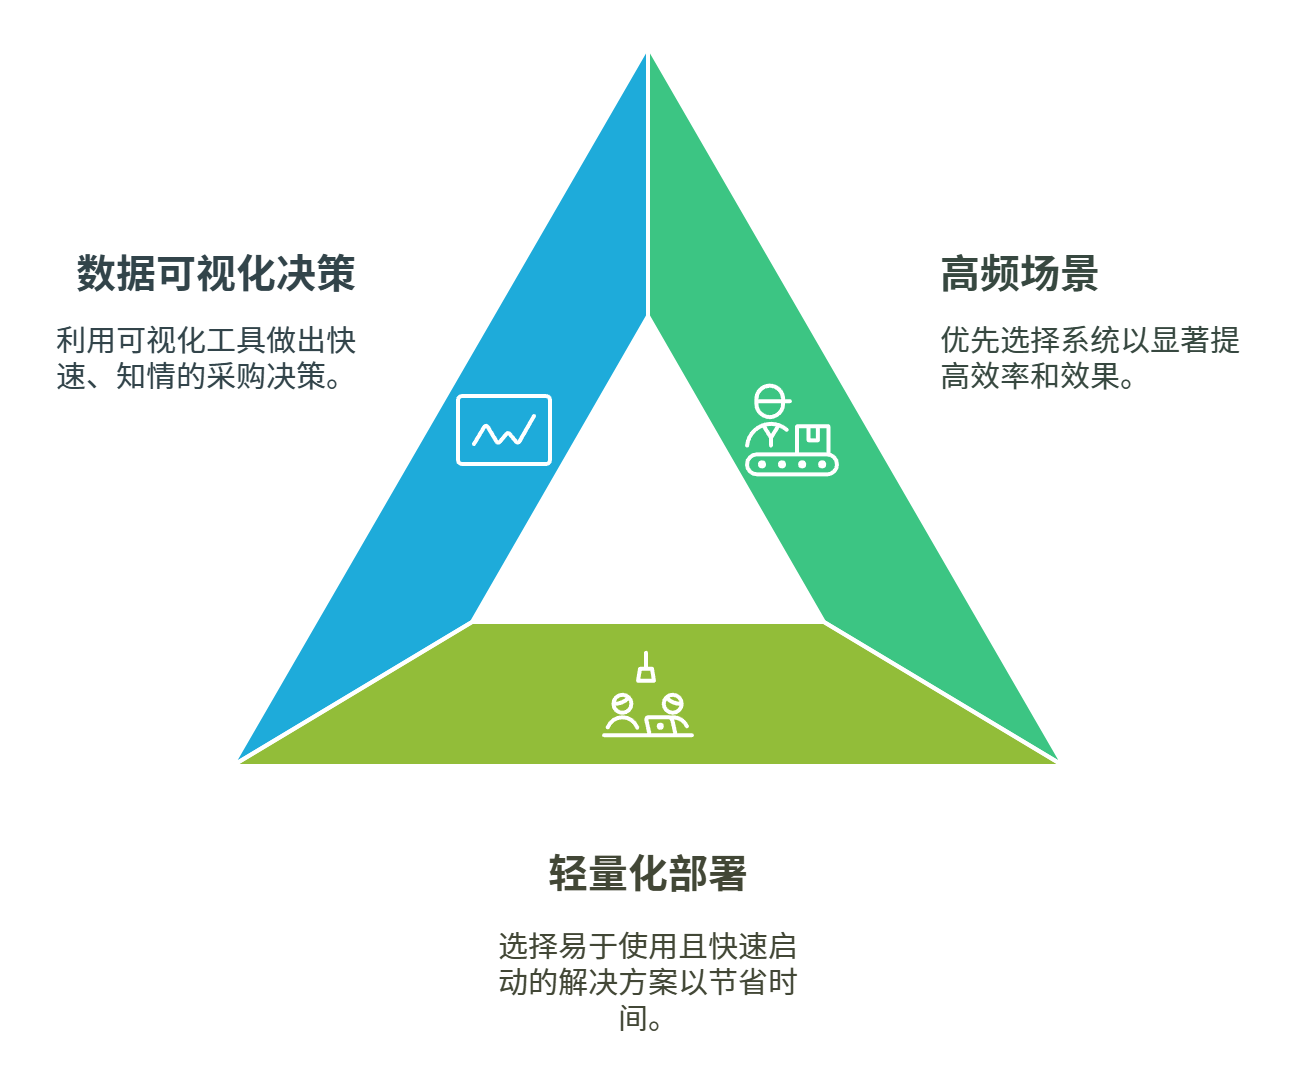 数据可视化决策
利用可视化工具做出快
速、知情的采购决策。
高频场景
优先选择系统以显著提
高效率和效果。
轻量化部署
选择易于使用且快速启
动的解决方案以节省时
间。